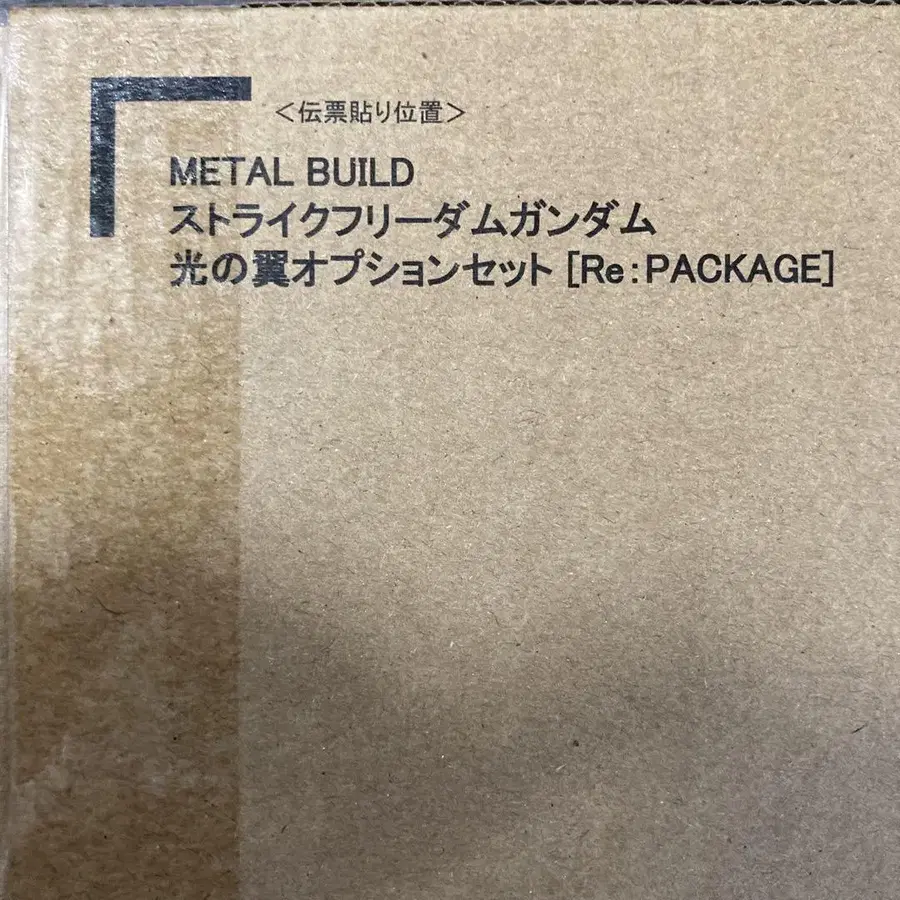 ＜伝票貼り位置＞
METAL BUILD
ストライクフリーダムガンダム
光の翼オプションセット [Re:PACKAGE]